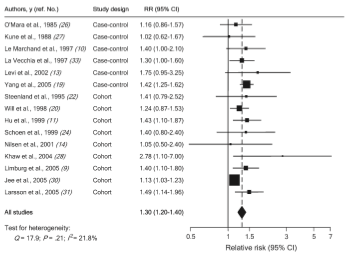 Authors, y (ref. No.) Study design RR (95% CI)
O'Mara et al., 1985 (26) Case-control 1.16 (0.86-1.57)
Kune et al., 1988 (27) Case-control 1.02 (0.62-1.67)
Le Marchand et al., 1997 (10) Case-control 1.40 (1.00-2.10)
La Vecchia et al., 1997 (33) Case-control 1.30 (1.00-1.60)
Levi et al., 2002 (13) Case-control 1.75 (0.95-3.25)
Yang et al., 2005 (19) Case-control 1.42 (1.25-1.62)
Steenland et al., 1995 (22) Cohort 1.41 (0.79-2.52)
Will et al., 1998 (20) Cohort 1.24 (0.87-1.53)
Hu et al., 1999 (11) Cohort 1.43 (1.10-1.87)
Schoen et al., 1999 (24) Cohort 1.40 (0.80-2.40)
Nilsen et al., 2001 (14) Cohort 1.05 (0.50-2.40)
Khaw et al., 2004 (28) Cohort 2.78 (1.10-7.00)
Limburg et al., 2005 (9) Cohort 1.40 (1.10-1.80)
Jee et al., 2005 (30) Cohort 1.13 (1.03-1.23)
Larsson et al., 2005 (31) Cohort 1.49 (1.14-1.96)
All studies 1.30 (1.20-1.40)
Test for heterogeneity:
Q = 17.9; P = .21; I² = 21.8%
0.5 1 3 5 7
Relative risk (95% CI)